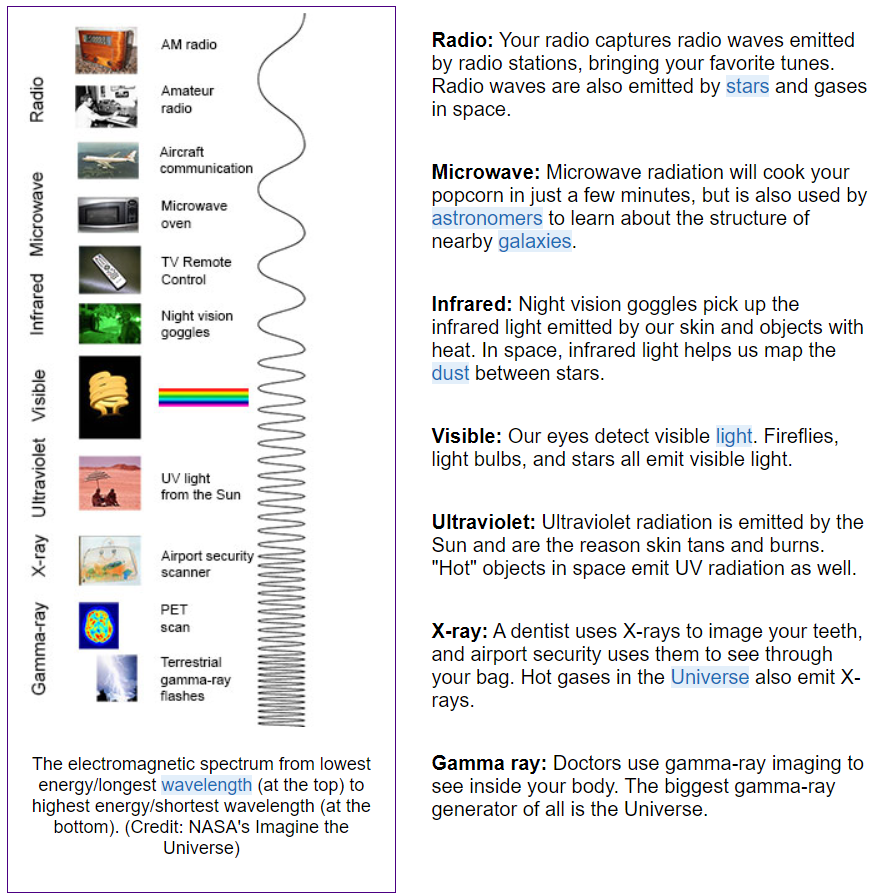 Radio
AM radio
Amateur
radio
Aircraft
communication
Microwave
Microwave
oven
TV Remote
Control
Infrared
Night vision
goggles
Visible
Ultraviolet
UV light
from the Sun
X-ray
Airport security
scanner
Gamma-ray
PET
scan
Terrestrial
gamma-ray
flashes
The electromagnetic spectrum from lowest
energy/longest wavelength (at the top) to
highest energy/shortest wavelength (at the
bottom). (Credit: NASA's Imagine the
Universe)
Radio: Your radio captures radio waves emitted
by radio stations, bringing your favorite tunes.
Radio waves are also emitted by stars and gases
in space.
Microwave: Microwave radiation will cook your
popcorn in just a few minutes, but is also used by
astronomers to learn about the structure of
nearby galaxies.
Infrared: Night vision goggles pick up the
infrared light emitted by our skin and objects with
heat. In space, infrared light helps us map the
dust between stars.
Visible: Our eyes detect visible light. Fireflies,
light bulbs, and stars all emit visible light.
Ultraviolet: Ultraviolet radiation is emitted by the
Sun and are the reason skin tans and burns.
"Hot" objects in space emit UV radiation as well.
X-ray: A dentist uses X-rays to image your teeth,
and airport security uses them to see through
your bag. Hot gases in the Universe also emit X-
rays.
Gamma ray: Doctors use gamma-ray imaging to
see inside your body. The biggest gamma-ray
generator of all is the Universe.